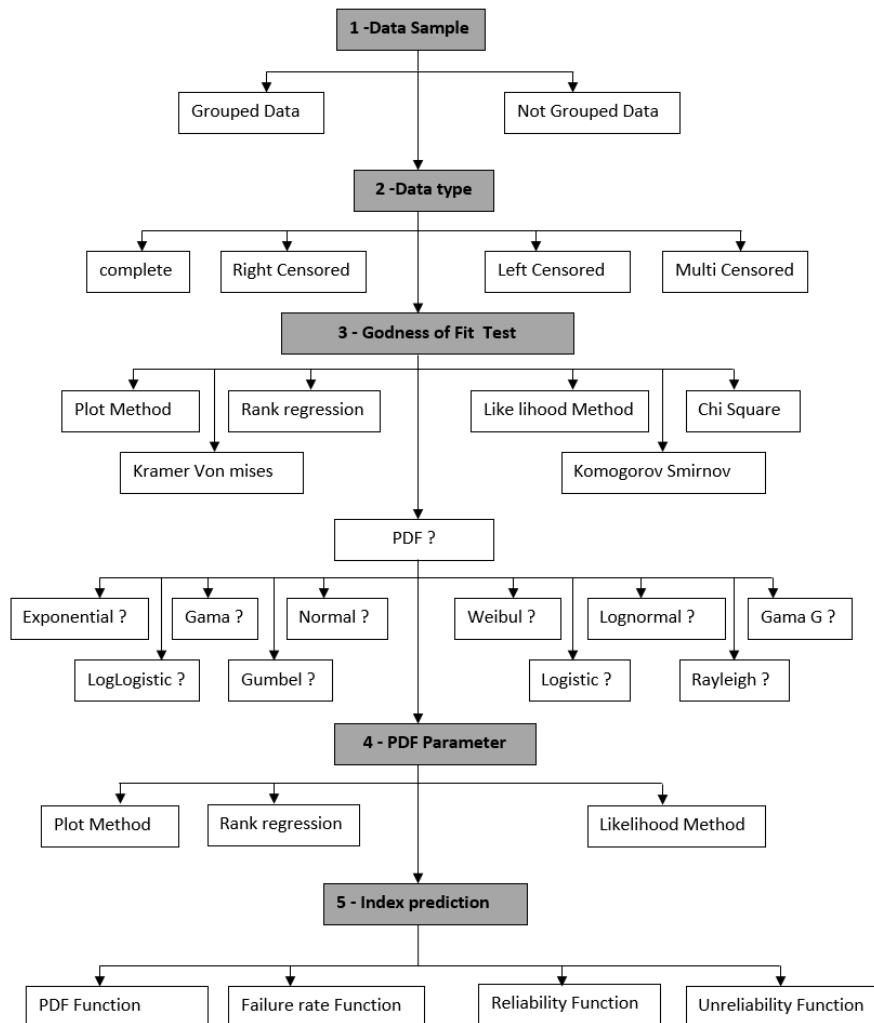 1 -Data Sample
Grouped Data
Not Grouped Data
2 -Data type
complete
Right Censored
Left Censored
Multi Censored
3 - Godness of Fit Test
Plot Method
Rank regression
Like lihood Method
Chi Square
Kramer Von mises
Komogorov Smirnov
PDF ?
Exponential ?
Gama ?
Normal ?
Weibul ?
Lognormal ?
Gama G ?
LogLogistic ?
Gumbel ?
Logistic ?
Rayleigh ?
4 - PDF Parameter
Plot Method
Rank regression
Likelihood Method
5 - Index prediction
PDF Function
Failure rate Function
Reliability Function
Unreliability Function